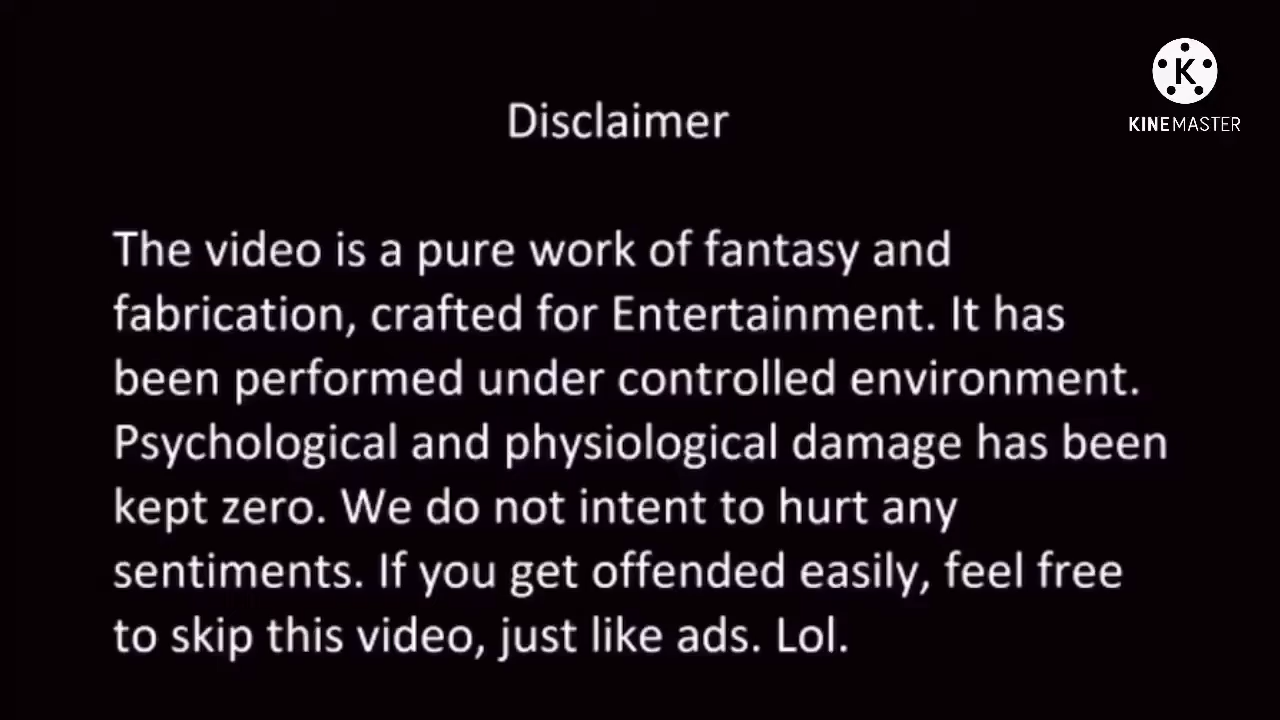 K
KINEMASTER
Disclaimer
The video is a pure work of fantasy and
fabrication, crafted for Entertainment. It has
been performed under controlled environment.
Psychological and physiological damage has been
kept zero. We do not intent to hurt any
sentiments. If you get offended easily, feel free
to skip this video, just like ads. Lol.